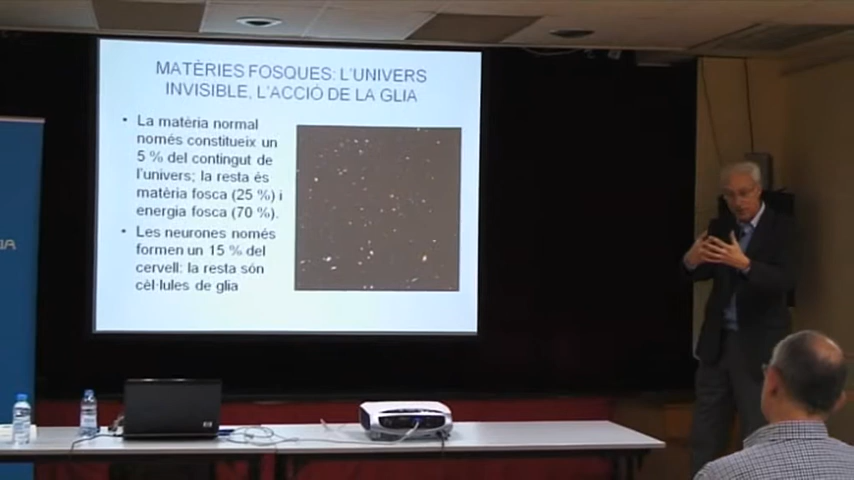 MATÈRIES FOSQUES: L'UNIVERS
INVISIBLE, L'ACCIÓ DE LA GLIA
• La matèria normal
només constitueix un
5 % del contingut de
l'univers; la resta és
matèria fosca (25 %) i
energia fosca (70 %).
• Les neurones només
formen un 15 % del
cervell: la resta són
cèl·lules de glia